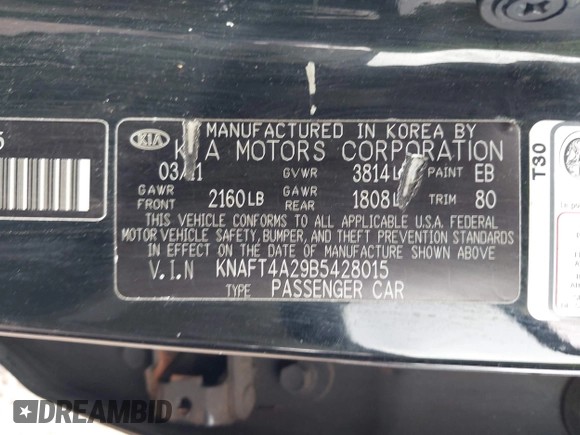 KIA MANUFACTURED IN KOREA BY
KIA MOTORS CORPORATION
GVWR 3814 PAINT EB
GAWR FRONT 2160LB GAWR REAR 1808 TRIM 80
THIS VEHICLE CONFORMS TO ALL APPLICABLE U.S.A. FEDERAL
MOTOR VEHICLE SAFETY, BUMPER, AND THEFT PREVENTION STANDARDS
IN EFFECT ON THE DATE OF MANUFACTURE SHOWN ABOVE
V.I.N KNAFT4A29B5428015
TYPE PASSENGER CAR
T30
DREAMBID